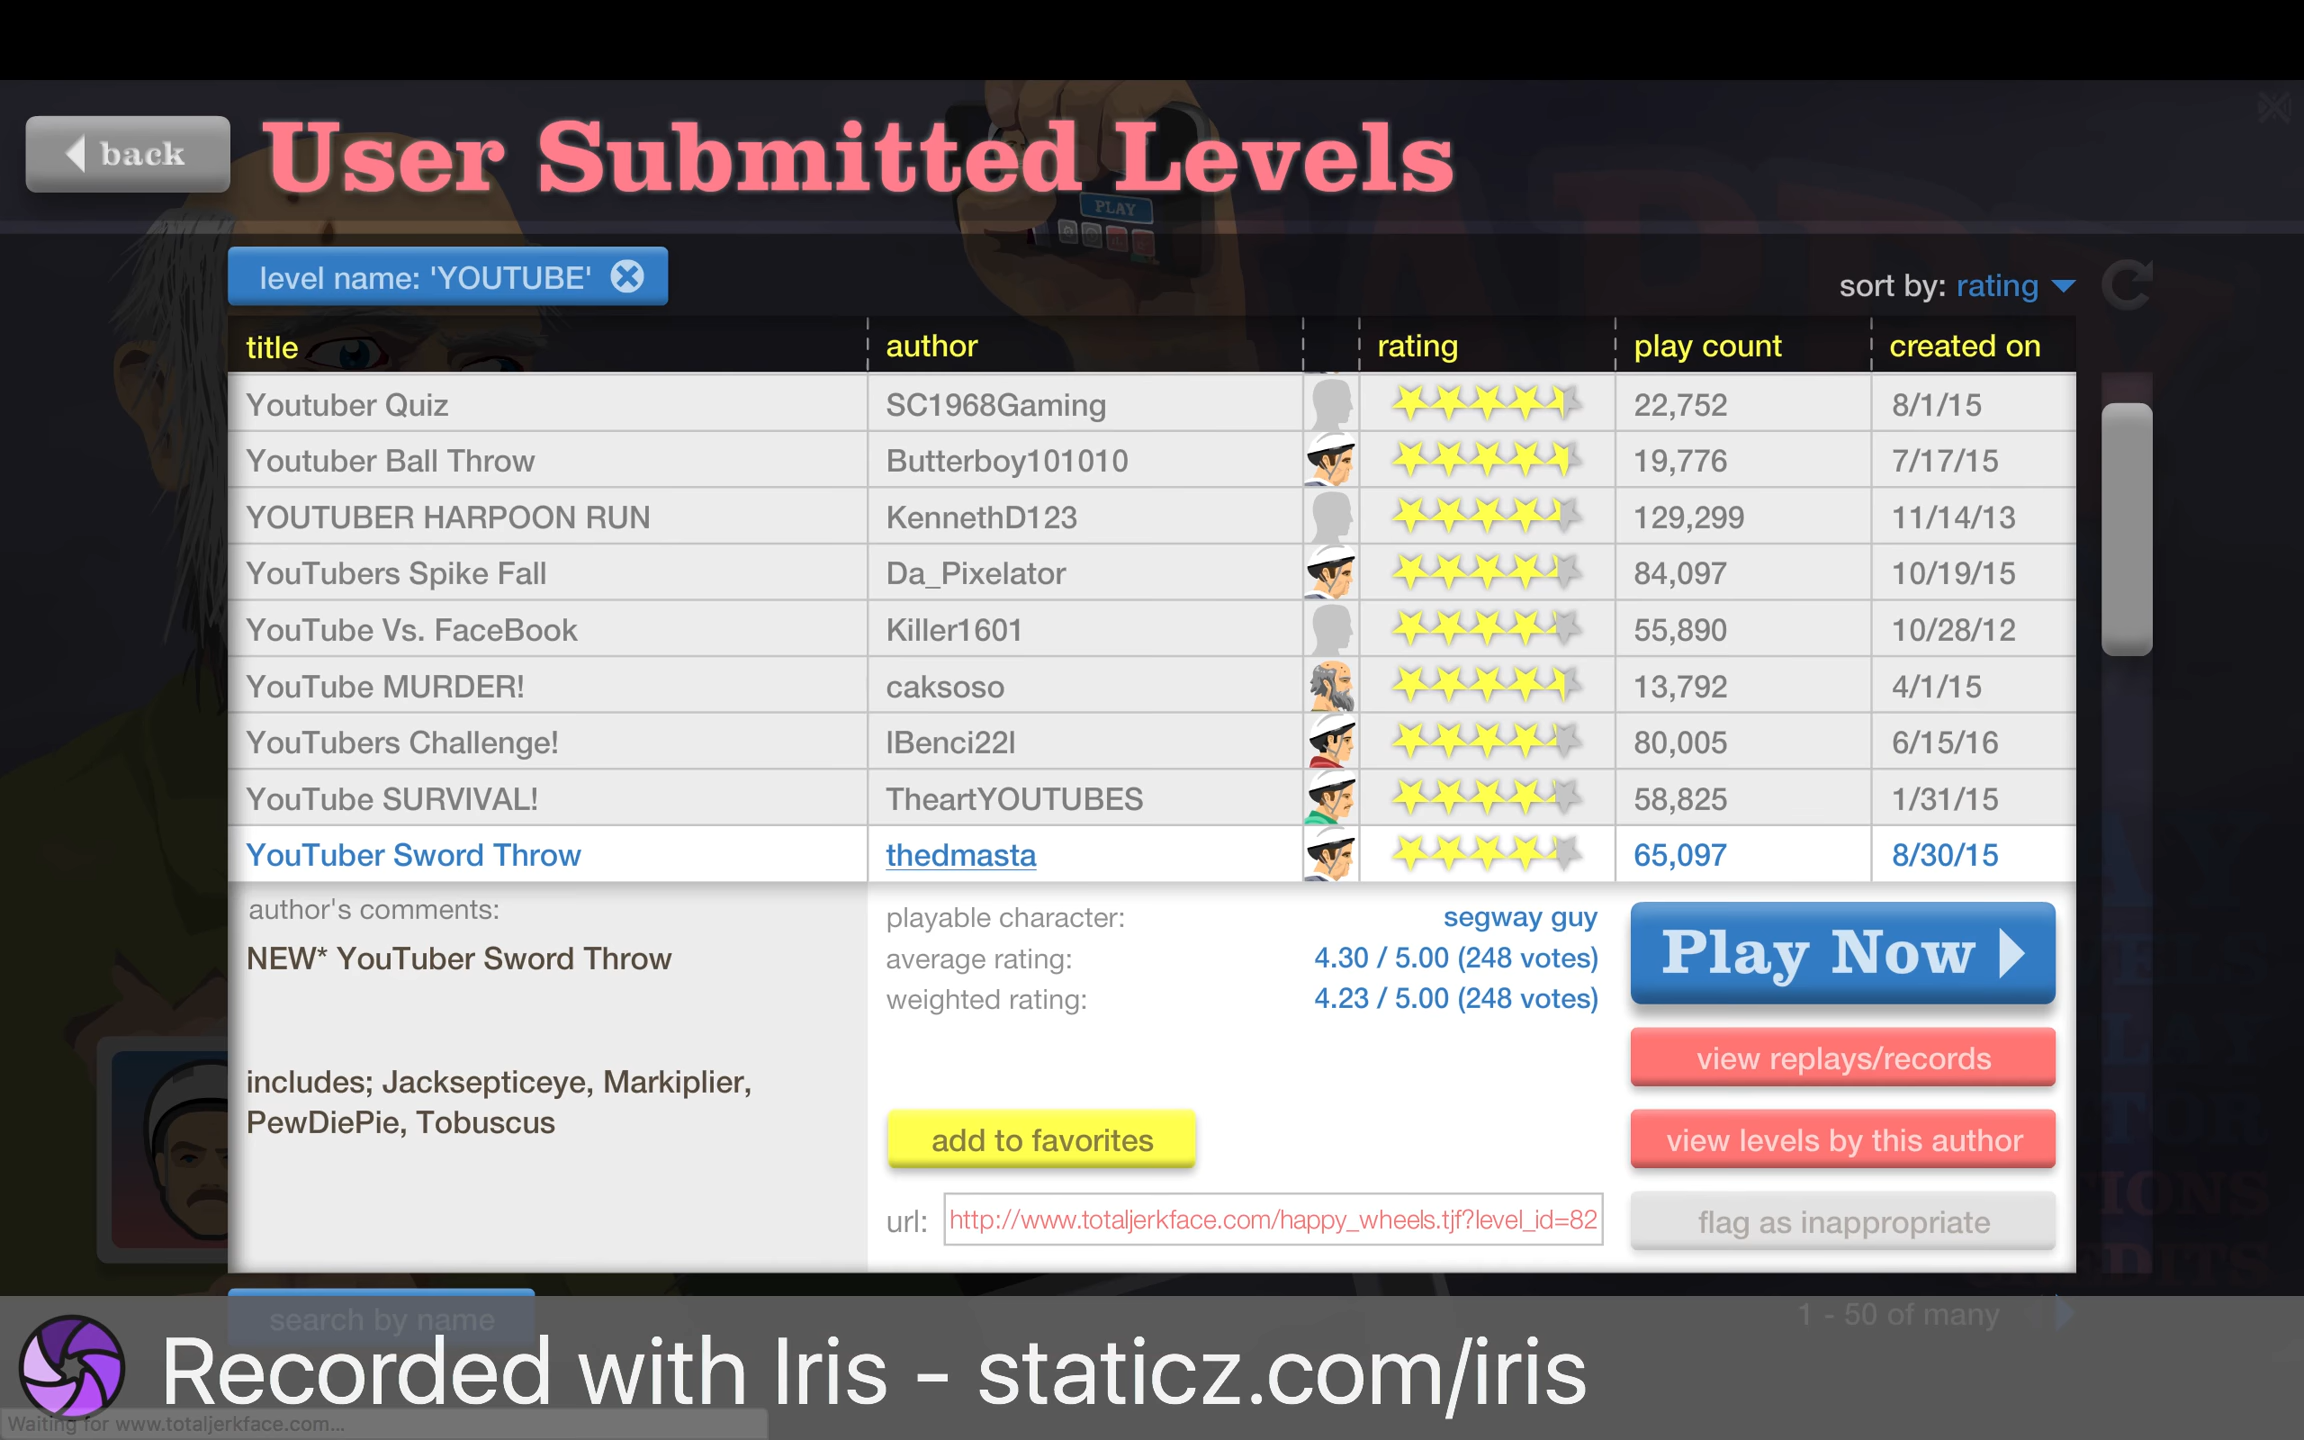 back
User Submitted Levels
PLAY
level name: 'YOUTUBE'
sort by: rating
title author rating play count created on
Youtuber Quiz SC1968Gaming 22,752 8/1/15
Youtuber Ball Throw Butterboy101010 19,776 7/17/15
YOUTUBER HARPOON RUN KennethD123 129,299 11/14/13
YouTubers Spike Fall Da_Pixelator 84,097 10/19/15
YouTube Vs. FaceBook Killer1601 55,890 10/28/12
YouTube MURDER! caksoso 13,792 4/1/15
YouTubers Challenge! IBenci22I 80,005 6/15/16
YouTube SURVIVAL! TheartYOUTUBES 58,825 1/31/15
YouTuber Sword Throw thedmasta 65,097 8/30/15
author's comments:
NEW* YouTuber Sword Throw
includes; Jacksepticeye, Markiplier,
PewDiePie, Tobuscus
playable character: segway guy
average rating: 4.30 / 5.00 (248 votes)
weighted rating: 4.23 / 5.00 (248 votes)
add to favorites
url: http://www.totaljerkface.com/happy_wheels.tjf?level_id=82
Play Now
view replays/records
view levels by this author
flag as inappropriate
search by name
1 - 50 of many
Recorded with Iris - staticz.com/iris
Waiting for www.totaljerkface.com...